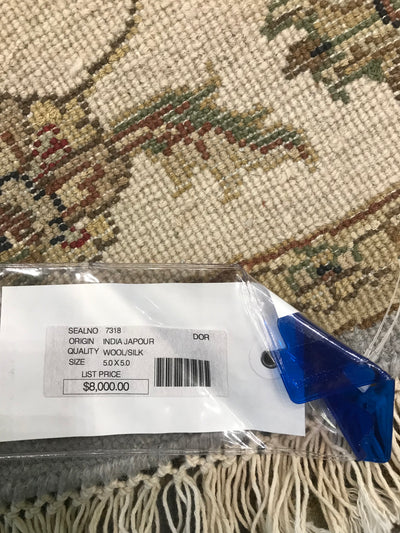 SEALNO 7318
ORIGIN INDIA JAPOUR DOR
QUALITY WOOL/SILK
SIZE 5.0 X 5.0
LIST PRICE
$8,000.00